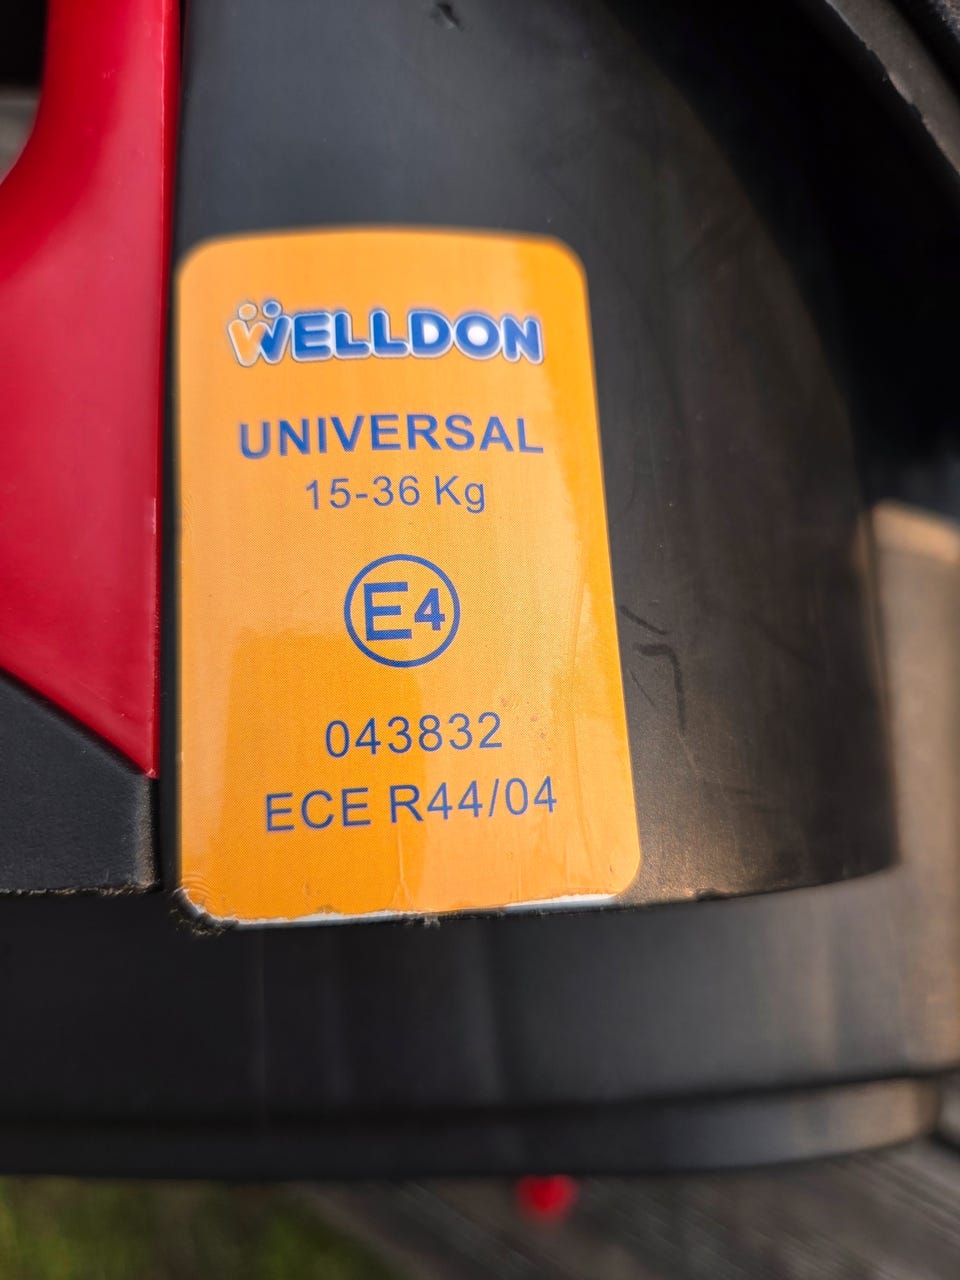 WELLDON
UNIVERSAL
15-36 Kg
E4
043832
ECE R44/04